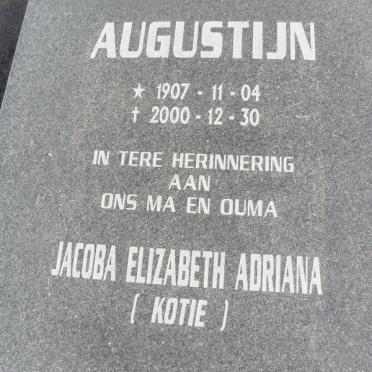 AUGUSTIJN
★ 1907 - 11 - 04
† 2000 - 12 - 30
IN TERE HERINNERING
AAN
ONS MA EN OUMA
JACOBA ELIZABETH ADRIANA
( KOTIE )